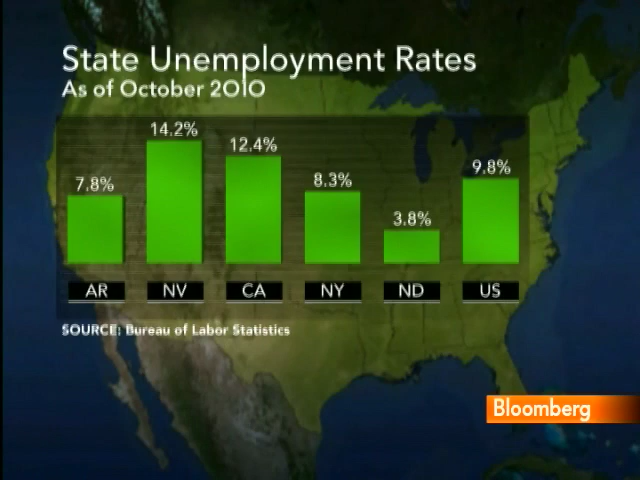 State Unemployment Rates
As of October 2010
7.8%
14.2%
12.4%
8.3%
3.8%
9.8%
AR
NV
CA
NY
ND
US
SOURCE: Bureau of Labor Statistics
Bloomberg